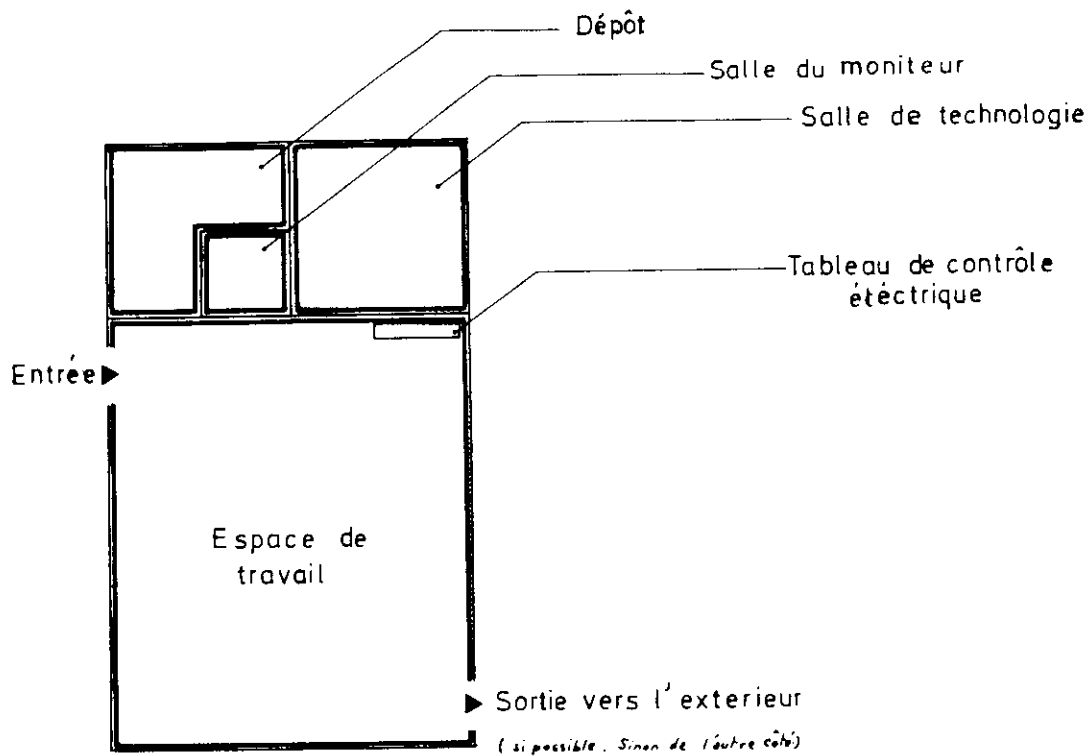 Dépôt
Salle du moniteur
Salle de technologie
Tableau de contrôle
étéctrique
Entrée
Espace de
travail
Sortie vers l'exterieur
( si possible. Sinon de l'autre côté)